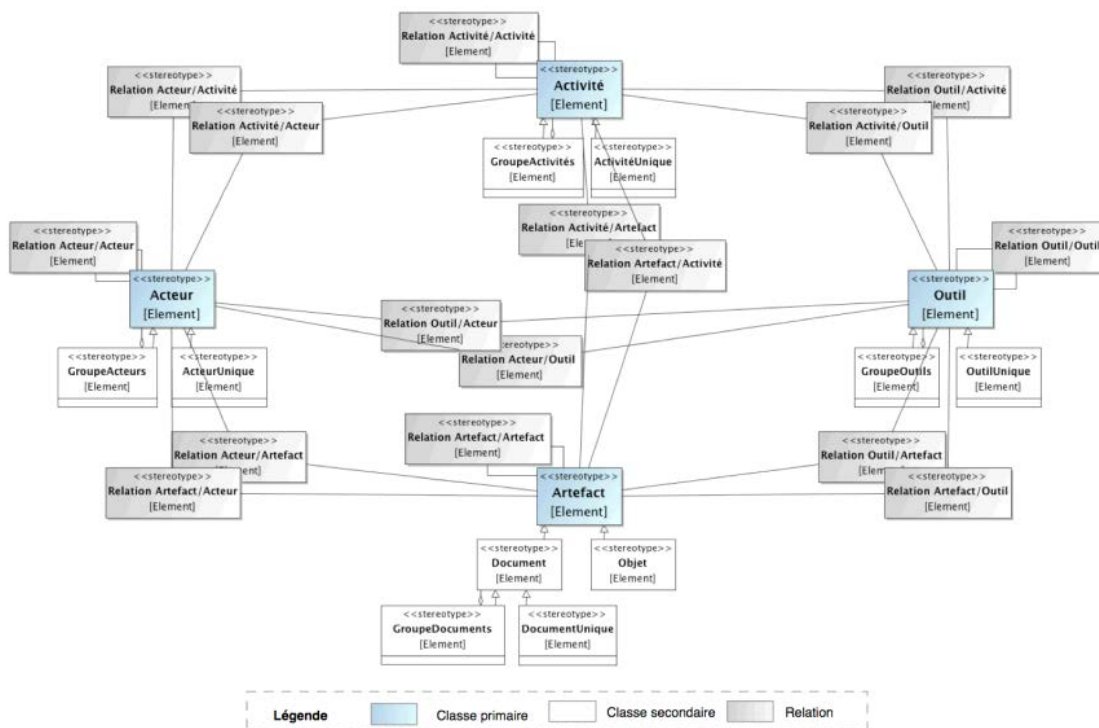 <<stereotype>>
Relation Activité/Activité
[Element]
<<stereotype>>
Activité
[Element]
<<stereotype>>
Relation Acteur/Activité
[Element]
<<stereotype>>
Relation Activité/Acteur
[Element]
<<stereotype>>
Relation Outil/Activité
[Element]
<<stereotype>>
Relation Activité/Outil
[Element]
<<stereotype>>
GroupeActivités
[Element]
<<stereotype>>
ActivitéUnique
[Element]
<<stereotype>>
Relation Activité/Artefact
[Element]
<<stereotype>>
Relation Artefact/Activité
[Element]
<<stereotype>>
Relation Acteur/Acteur
[Element]
<<stereotype>>
Acteur
[Element]
<<stereotype>>
Relation Outil/Outil
[Element]
<<stereotype>>
Outil
[Element]
<<stereotype>>
Relation Outil/Acteur
[Element]
<<stereotype>>
Relation Acteur/Outil
[Element]
<<stereotype>>
GroupeActeurs
[Element]
<<stereotype>>
ActeurUnique
[Element]
<<stereotype>>
GroupeOutils
[Element]
<<stereotype>>
OutilUnique
[Element]
<<stereotype>>
Relation Artefact/Artefact
[Element]
<<stereotype>>
Relation Acteur/Artefact
[Element]
<<stereotype>>
Relation Artefact/Acteur
[Element]
<<stereotype>>
Relation Outil/Artefact
[Element]
<<stereotype>>
Relation Artefact/Outil
[Element]
<<stereotype>>
Artefact
[Element]
<<stereotype>>
Document
[Element]
<<stereotype>>
Objet
[Element]
<<stereotype>>
GroupeDocuments
[Element]
<<stereotype>>
DocumentUnique
[Element]
Légende
Classe primaire
Classe secondaire
Relation